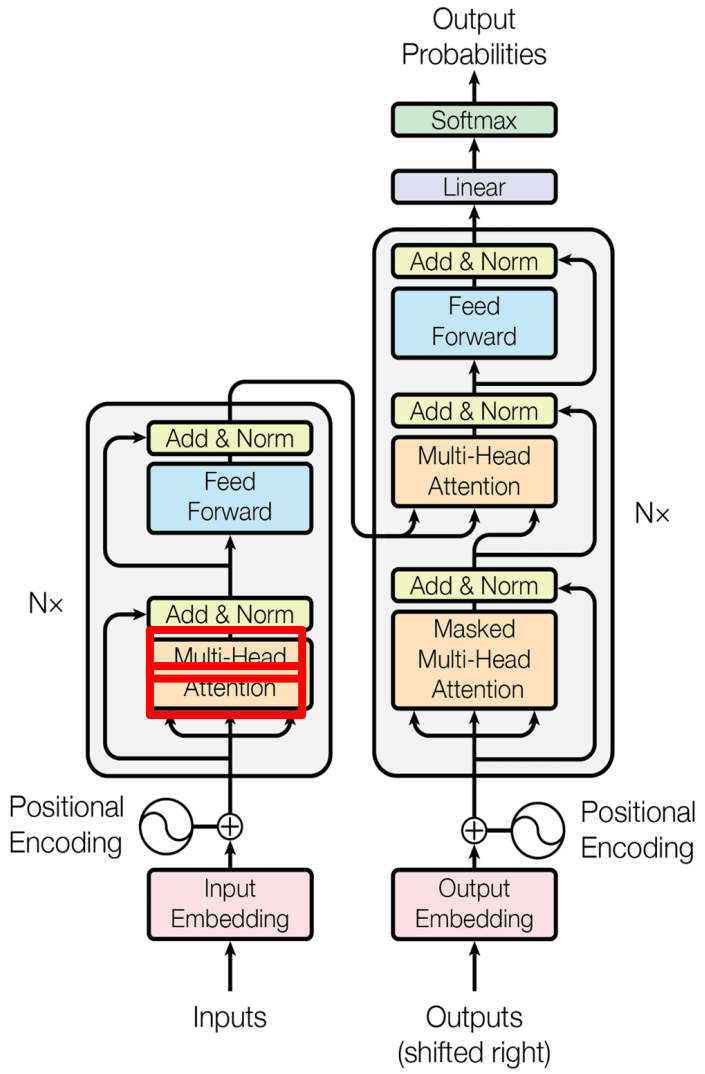 Output
Probabilities
Softmax
Linear
Add & Norm
Feed
Forward
Add & Norm
Multi-Head
Attention
Nx
Add & Norm
Masked
Multi-Head
Attention
Add & Norm
Feed
Forward
Nx
Add & Norm
Multi-Head
Attention
Positional
Encoding
Positional
Encoding
Input
Embedding
Output
Embedding
Inputs
Outputs
(shifted right)